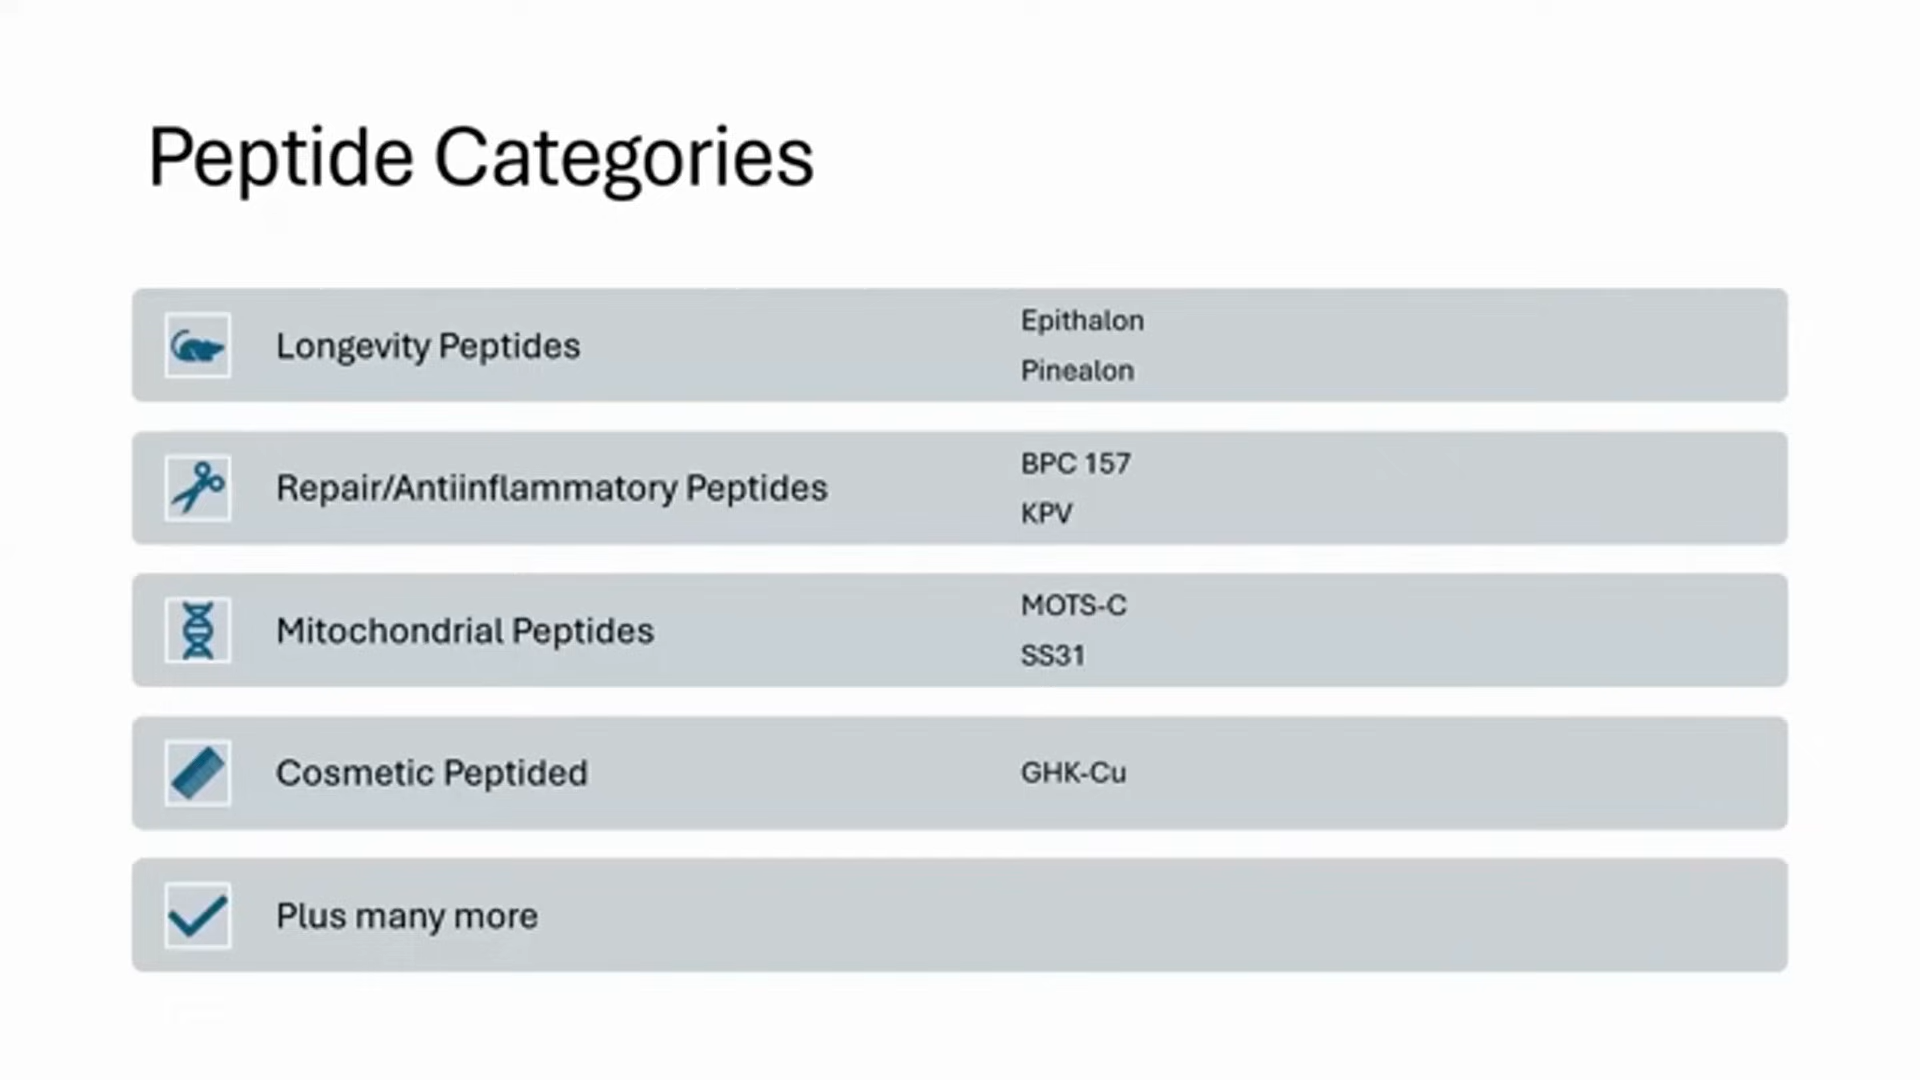 Peptide Categories
Longevity Peptides
Epithalon
Pinealon
Repair/Antiinflammatory Peptides
BPC 157
KPV
Mitochondrial Peptides
MOTS-C
SS31
Cosmetic Peptided
GHK-Cu
Plus many more